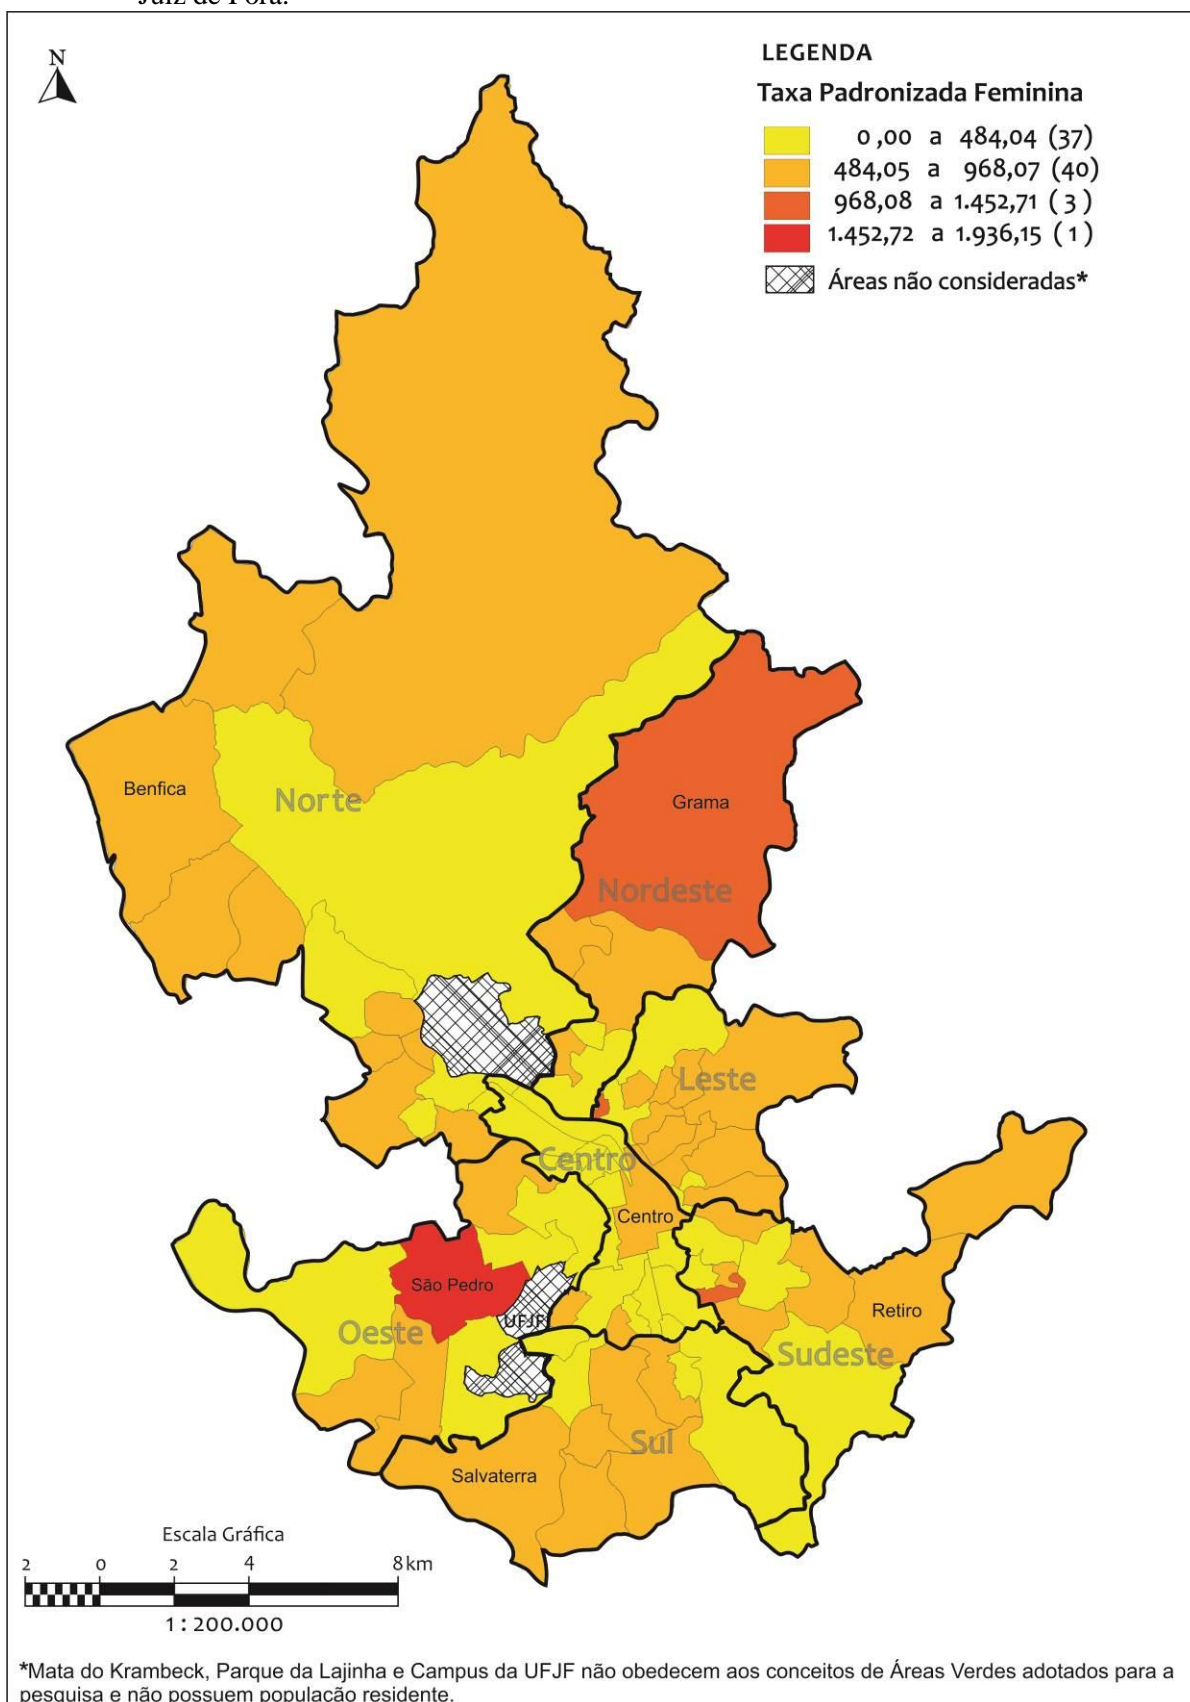 Juiz de Fora.
N
LEGENDA
Taxa Padronizada Feminina
0,00 a 484,04 (37)
484,05 a 968,07 (40)
968,08 a 1.452,71 ( 3 )
1.452,72 a 1.936,15 ( 1 )
Áreas não consideradas*
Benfica
Norte
Grama
Nordeste
Leste
Centro
Centro
São Pedro
UFJF
Oeste
Retiro
Sudeste
Sul
Salvaterra
Escala Gráfica
2 0 2 4 8 km
1 : 200.000
*Mata do Krambeck, Parque da Lajinha e Campus da UFJF não obedecem aos conceitos de Áreas Verdes adotados para a
pesquisa e não possuem população residente.